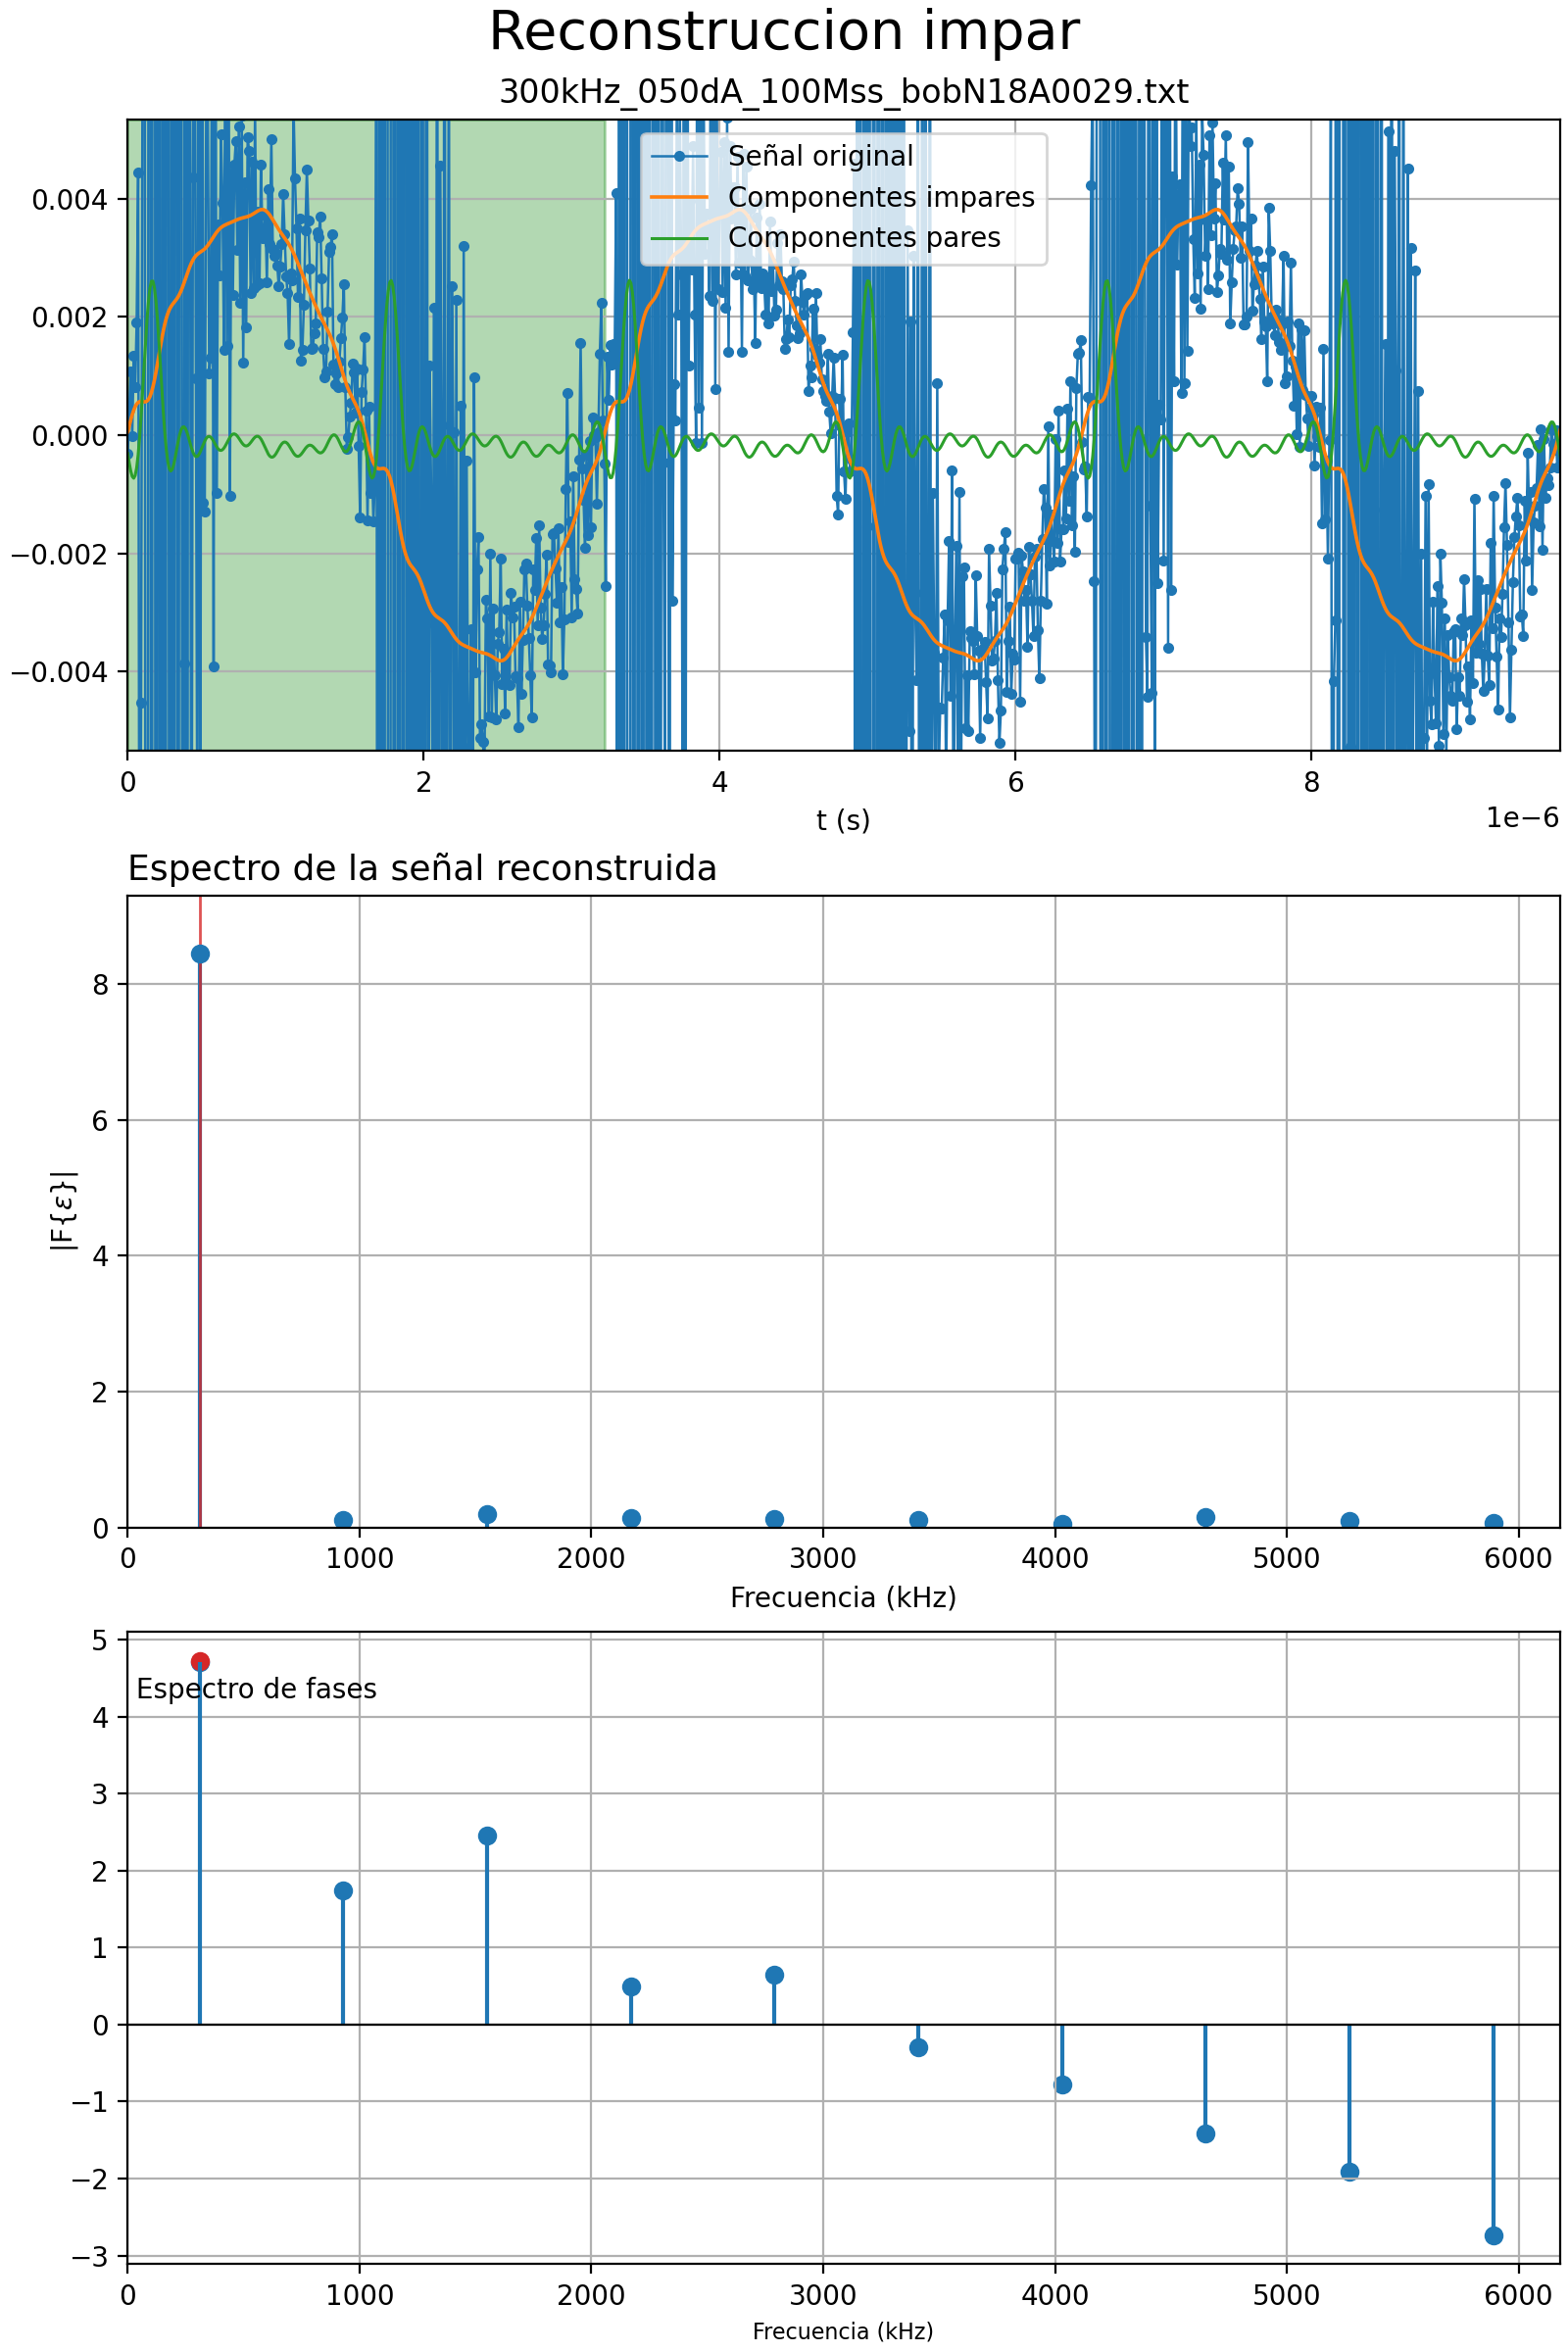 Reconstruccion impar
300kHz_050dA_100Mss_bobN18A0029.txt
Señal original
Componentes impares
Componentes pares
0.004
0.002
0.000
−0.002
−0.004
0 2 4 6 8
1e−6
t (s)
Espectro de la señal reconstruida
8
6
4
2
0
|F{ε}|
0 1000 2000 3000 4000 5000 6000
Frecuencia (kHz)
5
Espectro de fases
4
3
2
1
0
−1
−2
−3
0 1000 2000 3000 4000 5000 6000
Frecuencia (kHz)